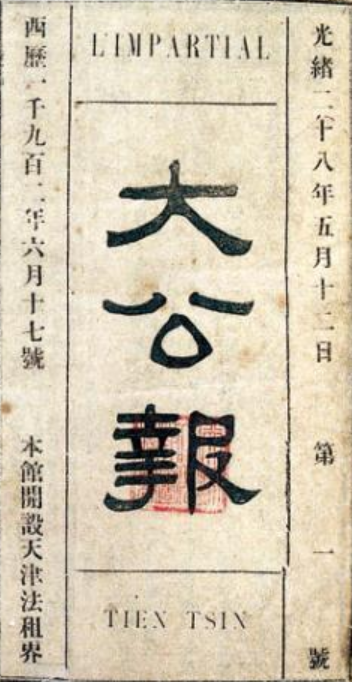 L'IMPARTIAL
光緒二十八年五月十二日 第一號
大公報
西歷一千九百二年六月十七號 本館開設天津法租界
TIEN TSIN